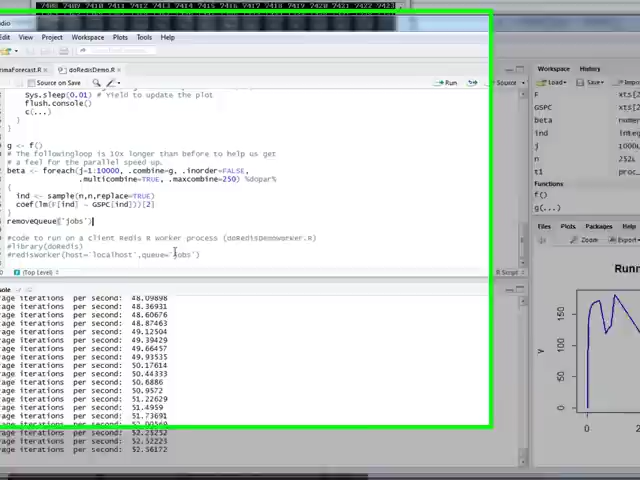 7406 7407 7408 7409 7410 7411 7412 7413 7414 7415 7416 7417 7418 7419 7420 7421 7422 7423
Edit View Project Workspace Plots Tools Help
doRedisDemo.R
Source on Save Run Source
Sys.sleep(0.01) # Yield to update the plot
flush.console()
c(...)
}
}
g <- f()
# The followingloop is 10x longer than before to help us get
# a feel for the parallel speed up.
beta <- foreach(j=1:10000, .combine=g, .inorder=FALSE,
.multicombine=TRUE, .maxcombine=250) %dopar%
{
ind <- sample(n,n,replace=TRUE)
coef(lm(F[ind] ~ GSPC[ind]))[2]
}
removeQueue('jobs')
#code to run on a client Redis R worker process (doRedisDemoWorker.R)
#library(doRedis)
#redisWorker(host='localhost',queue='jobs')
(Top Level) R Script
age iterations per second: 48.09898
age iterations per second: 48.36931
age iterations per second: 48.60676
age iterations per second: 48.87463
age iterations per second: 49.12504
age iterations per second: 49.39429
age iterations per second: 49.66457
age iterations per second: 49.93535
age iterations per second: 50.17614
age iterations per second: 50.44333
age iterations per second: 50.6886
age iterations per second: 50.9572
age iterations per second: 51.22629
age iterations per second: 51.4959
age iterations per second: 51.73691
age iterations per second:
age iterations per second: 52.25252
age iterations per second: 52.52223
age iterations per second: 52.56172
Workspace History
Load Save Import
F xts[2
GSPC xts[2
beta numer
ind integ
j 1000L
n 252L
t1 proc_
Functions
f()
g(...)
Files Plots Packages Help
Zoom Export
Runn
150
100
50
0
y
0